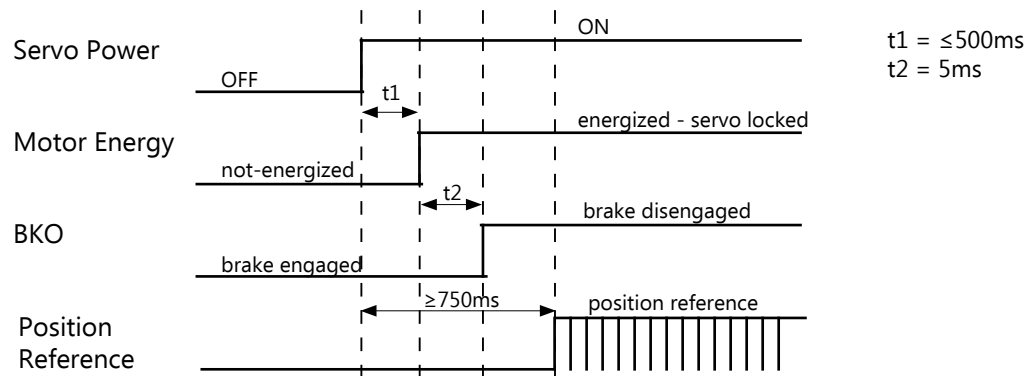 ON
Servo Power
t1 = ≤500ms
t2 = 5ms
OFF
t1
energized - servo locked
Motor Energy
not-energized
t2
brake disengaged
BKO
brake engaged
≥750ms
position reference
Position
Reference